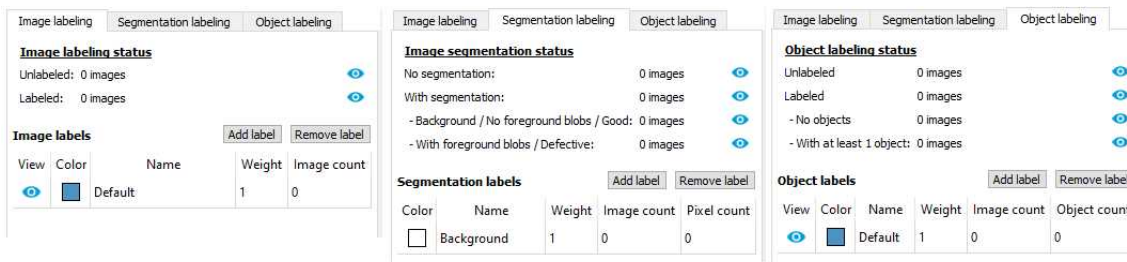 Image labeling Segmentation labeling Object labeling
Image labeling status
Unlabeled: 0 images
Labeled: 0 images
Image labels Add label Remove label
View Color Name Weight Image count
Default 1 0
Image labeling Segmentation labeling Object labeling
Image segmentation status
No segmentation: 0 images
With segmentation: 0 images
- Background / No foreground blobs / Good: 0 images
- With foreground blobs / Defective: 0 images
Segmentation labels Add label Remove label
Color Name Weight Image count Pixel count
Background 1 0 0
Image labeling Segmentation labeling Object labeling
Object labeling status
Unlabeled 0 images
Labeled 0 images
- No objects 0 images
- With at least 1 object: 0 images
Object labels Add label Remove label
View Color Name Weight Image count Object count
Default 1 0 0